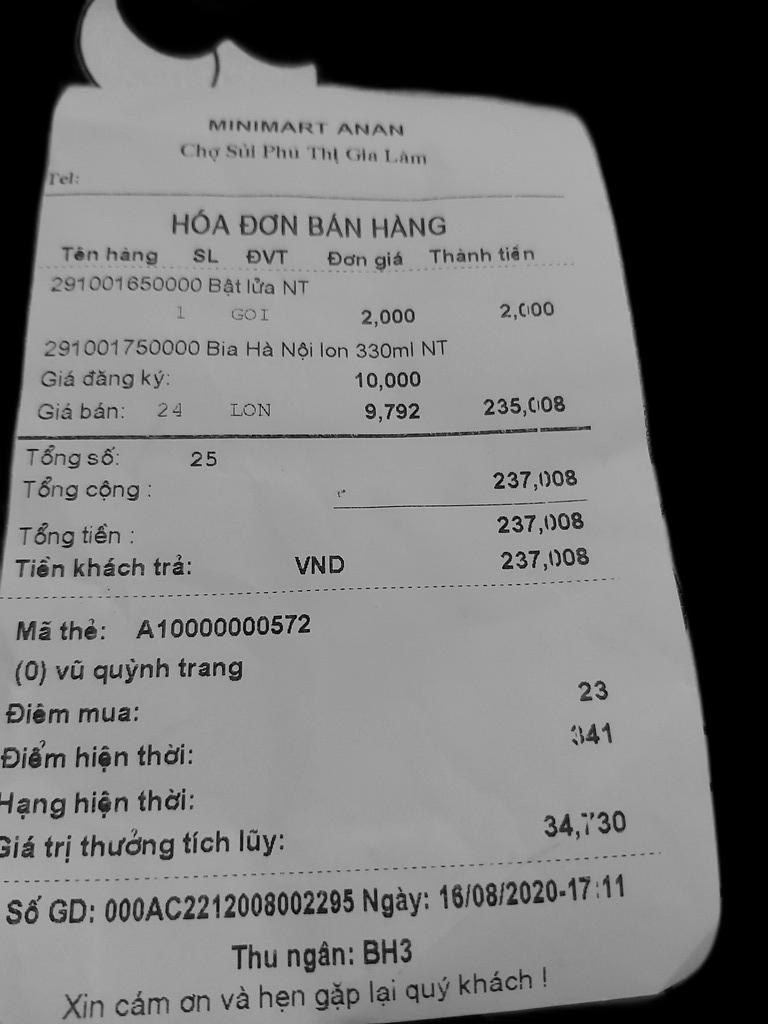 MINIMART ANAN
Chợ Sủi Phú Thị Gia Lâm
Tel:
HÓA ĐƠN BÁN HÀNG
Tên hàng SL ĐVT Đơn giá Thành tiền
291001650000 Bật lửa NT
1 GOI 2,000 2,000
291001750000 Bia Hà Nội lon 330ml NT
Giá đăng ký: 10,000
Giá bán: 24 LON 9,792 235,008
Tổng số: 25
Tổng cộng : 237,008
Tổng tiền : 237,008
Tiền khách trả: VND 237,008
Mã thẻ: A10000000572
(0) vũ quỳnh trang
Điểm mua: 23
Điểm hiện thời: 341
Hạng hiện thời:
Giá trị thưởng tích lũy: 34,730
Số GD: 000AC2212008002295 Ngày: 16/08/2020-17:11
Thu ngân: BH3
Xin cám ơn và hẹn gặp lại quý khách !